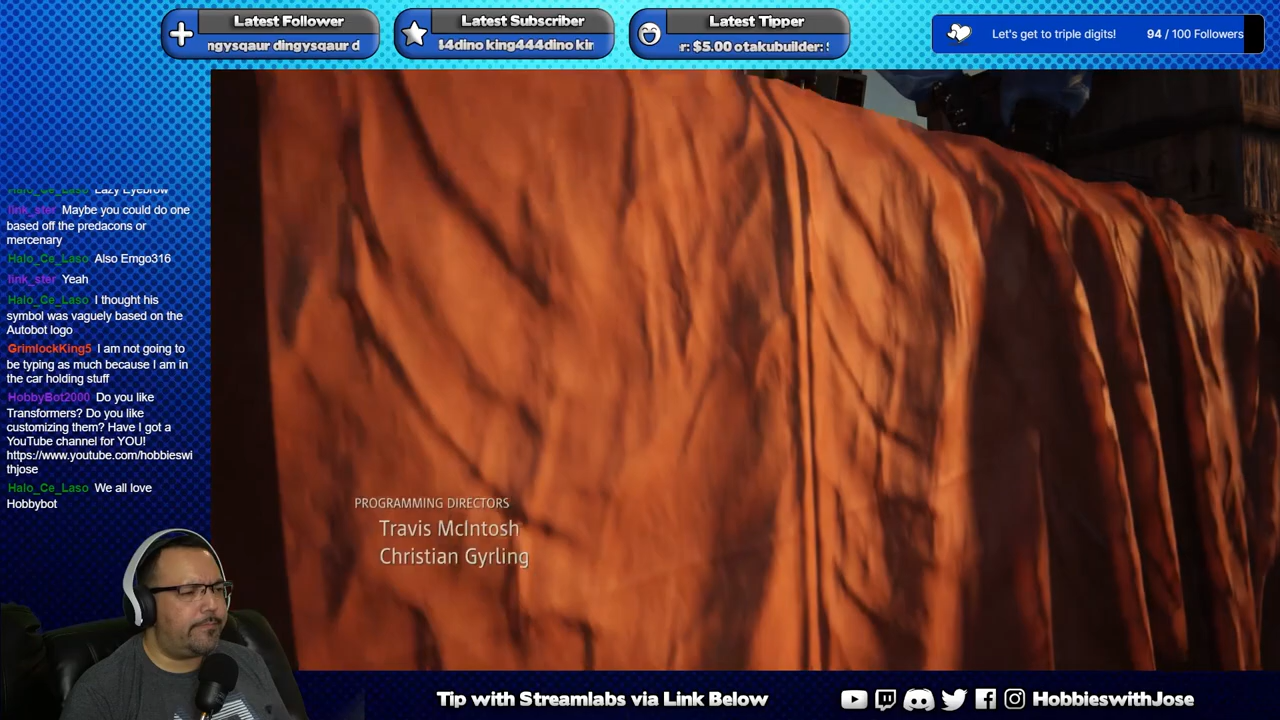 Latest Follower
ngysqaur dingysqaur d
Latest Subscriber
44dino king444dino kin
Latest Tipper
r: $5.00 otakubuilder:
Let's get to triple digits!
94 / 100 Followers
Halo_Ce_Laso Lazy Eyebrow
link_ster Maybe you could do one
based off the predacons or
mercenary
Halo_Ce_Laso Also Emgo316
link_ster Yeah
Halo_Ce_Laso I thought his
symbol was vaguely based on the
Autobot logo
GrimlockKing5 I am not going to
be typing as much because I am in
the car holding stuff
HobbyBot2000 Do you like
Transformers? Do you like
customizing them? Have I got a
YouTube channel for YOU!
https://www.youtube.com/hobbieswi
thjose
Halo_Ce_Laso We all love
Hobbybot
PROGRAMMING DIRECTORS
Travis McIntosh
Christian Gyrling
Tip with Streamlabs via Link Below
HobbieswithJose